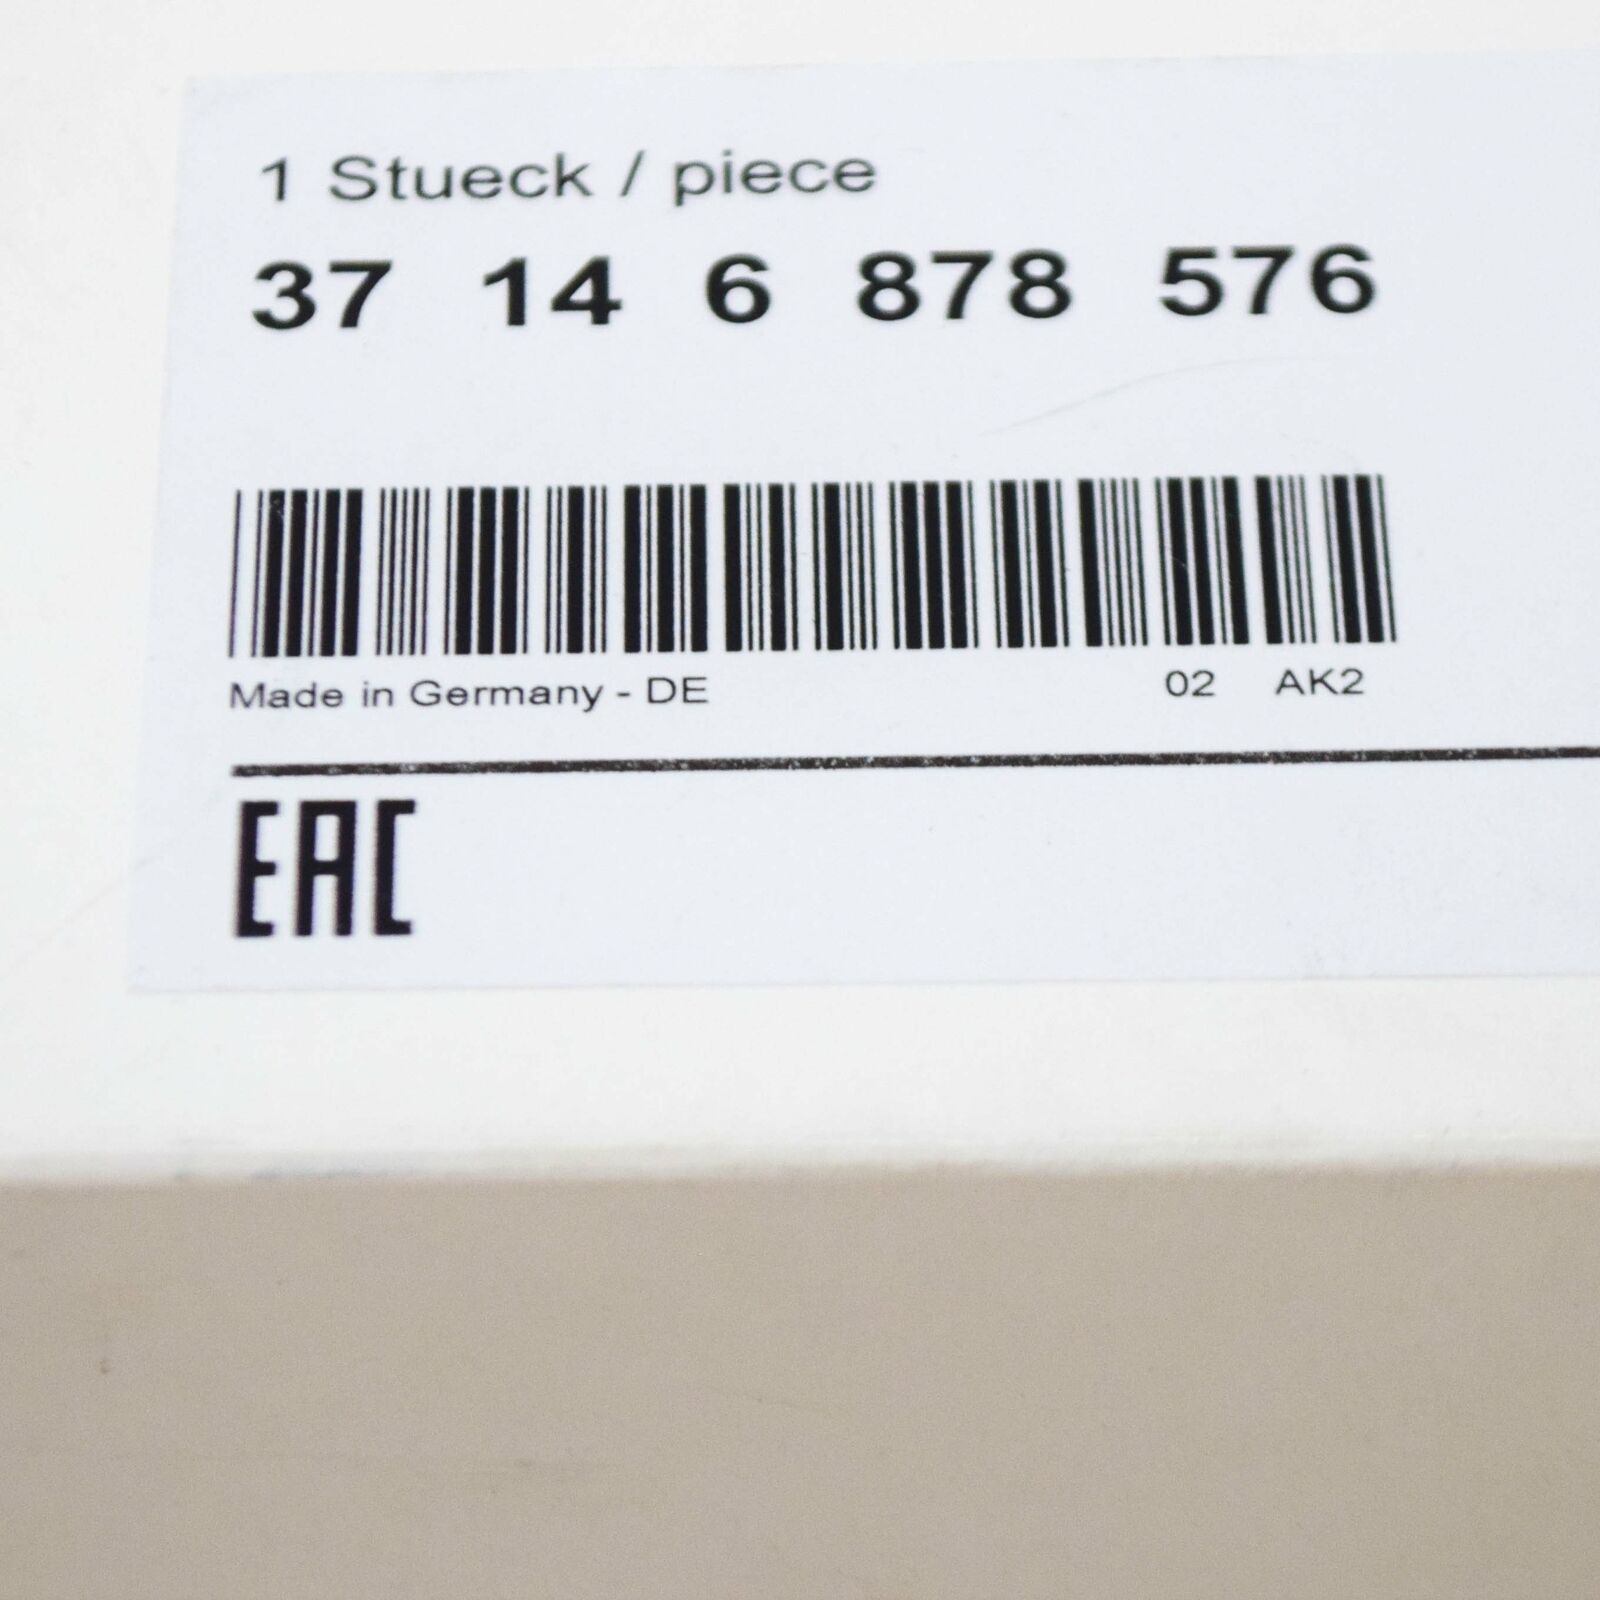 1 Stueck / piece
37 14 6 878 576
Made in Germany - DE 02 AK2
EAC